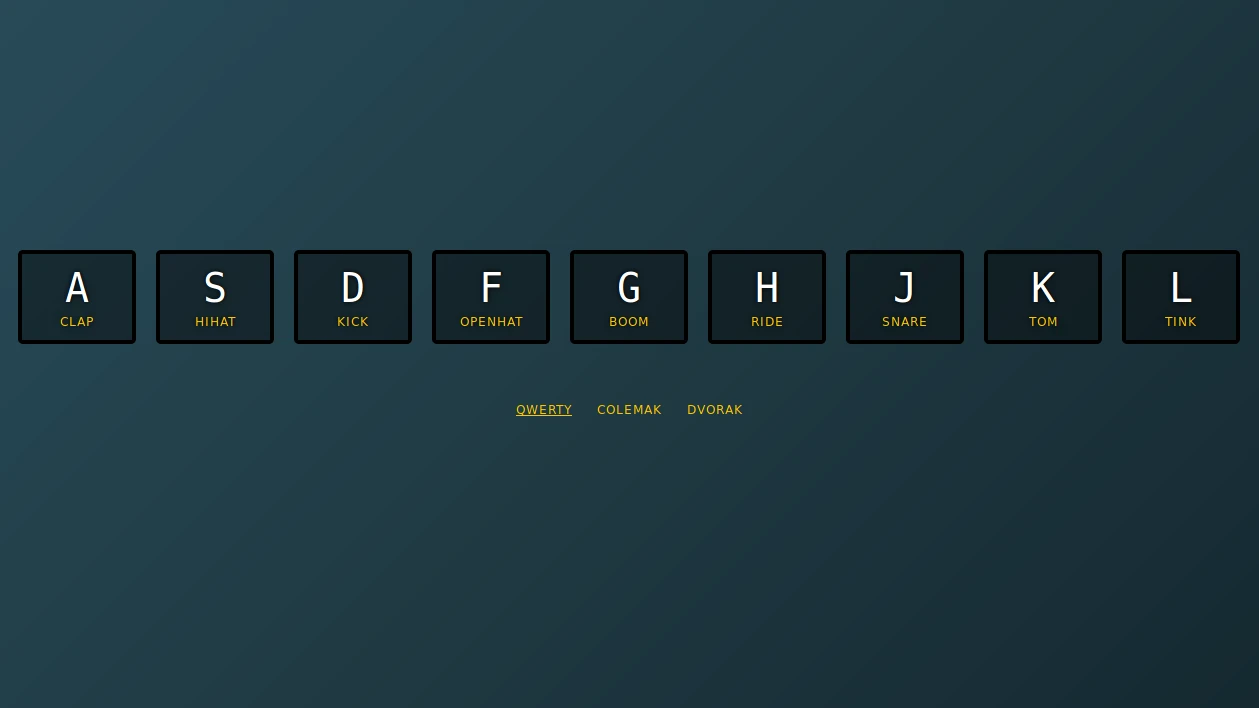 A S D F G H J K L
CLAP HIHAT KICK OPENHAT BOOM RIDE SNARE TOM TINK
QWERTY COLEMAK DVORAK